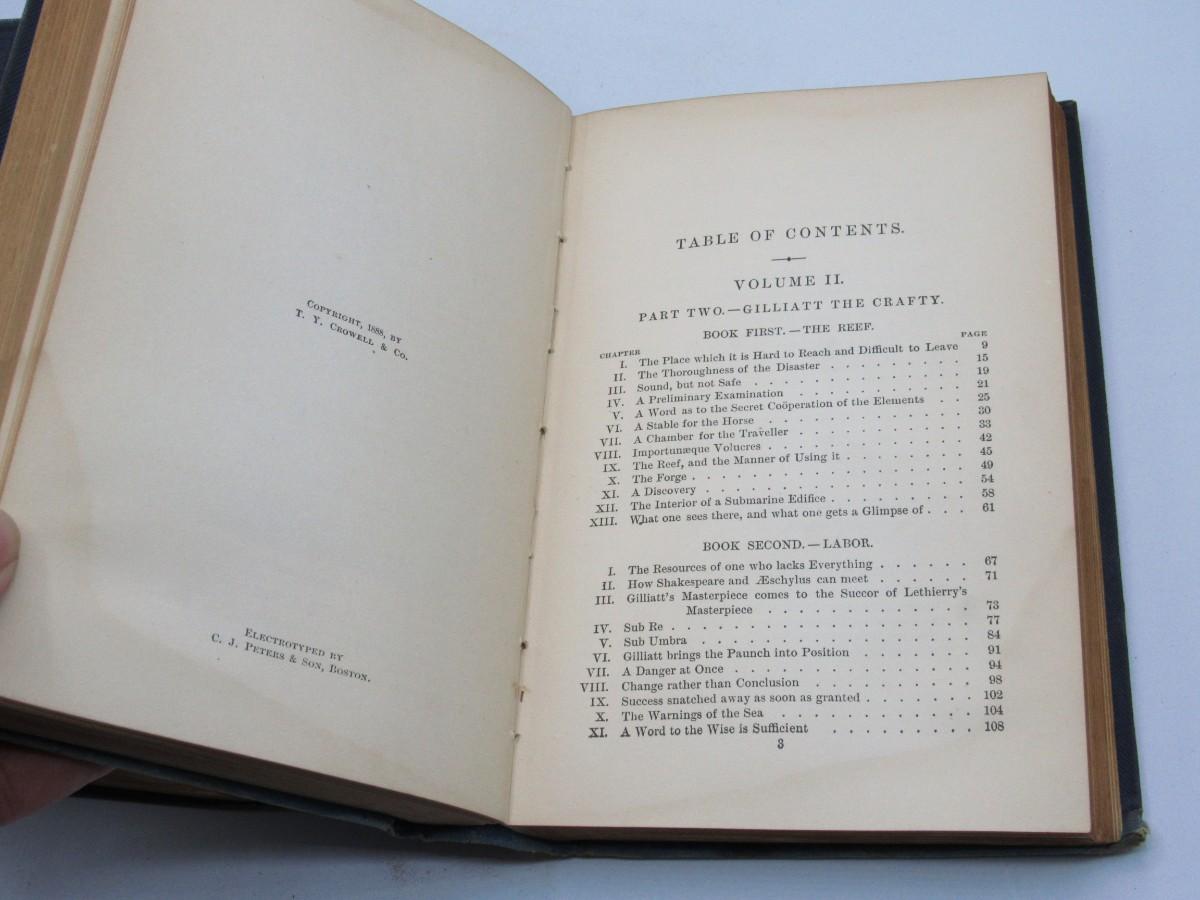 COPYRIGHT, 1888, BY
T. Y. CROWELL & CO.
ELECTROTYPED BY
C. J. PETERS & SON, BOSTON.
TABLE OF CONTENTS.
VOLUME II.
PART TWO.—GILLIATT THE CRAFTY.
BOOK FIRST.—THE REEF.
CHAPTER PAGE
I. The Place which it is Hard to Reach and Difficult to Leave 9
II. The Thoroughness of the Disaster . . . . . . . . . 15
III. Sound, but not Safe . . . . . . . . . . . . . 19
IV. A Preliminary Examination . . . . . . . . . . . 21
V. A Word as to the Secret Coöperation of the Elements . . 25
VI. A Stable for the Horse . . . . . . . . . . . . 30
VII. A Chamber for the Traveller . . . . . . . . . . 33
VIII. Importunæque Volucres . . . . . . . . . . . . 42
IX. The Reef, and the Manner of Using it . . . . . . . . 45
X. The Forge . . . . . . . . . . . . . . . . 49
XI. A Discovery . . . . . . . . . . . . . . . 54
XII. The Interior of a Submarine Edifice . . . . . . . . . 58
XIII. What one sees there, and what one gets a Glimpse of . . . 61
BOOK SECOND.—LABOR.
I. The Resources of one who lacks Everything . . . . . . 67
II. How Shakespeare and Æschylus can meet . . . . . . 71
III. Gilliatt's Masterpiece comes to the Succor of Lethierry's
Masterpiece . . . . . . . . . . . . . 73
IV. Sub Re . . . . . . . . . . . . . . . . . 77
V. Sub Umbra . . . . . . . . . . . . . . . 84
VI. Gilliatt brings the Paunch into Position . . . . . . . 91
VII. A Danger at Once . . . . . . . . . . . . . 94
VIII. Change rather than Conclusion . . . . . . . . . . 98
IX. Success snatched away as soon as granted . . . . . . . 102
X. The Warnings of the Sea . . . . . . . . . . . . 104
XI. A Word to the Wise is Sufficient . . . . . . . . . 108
3